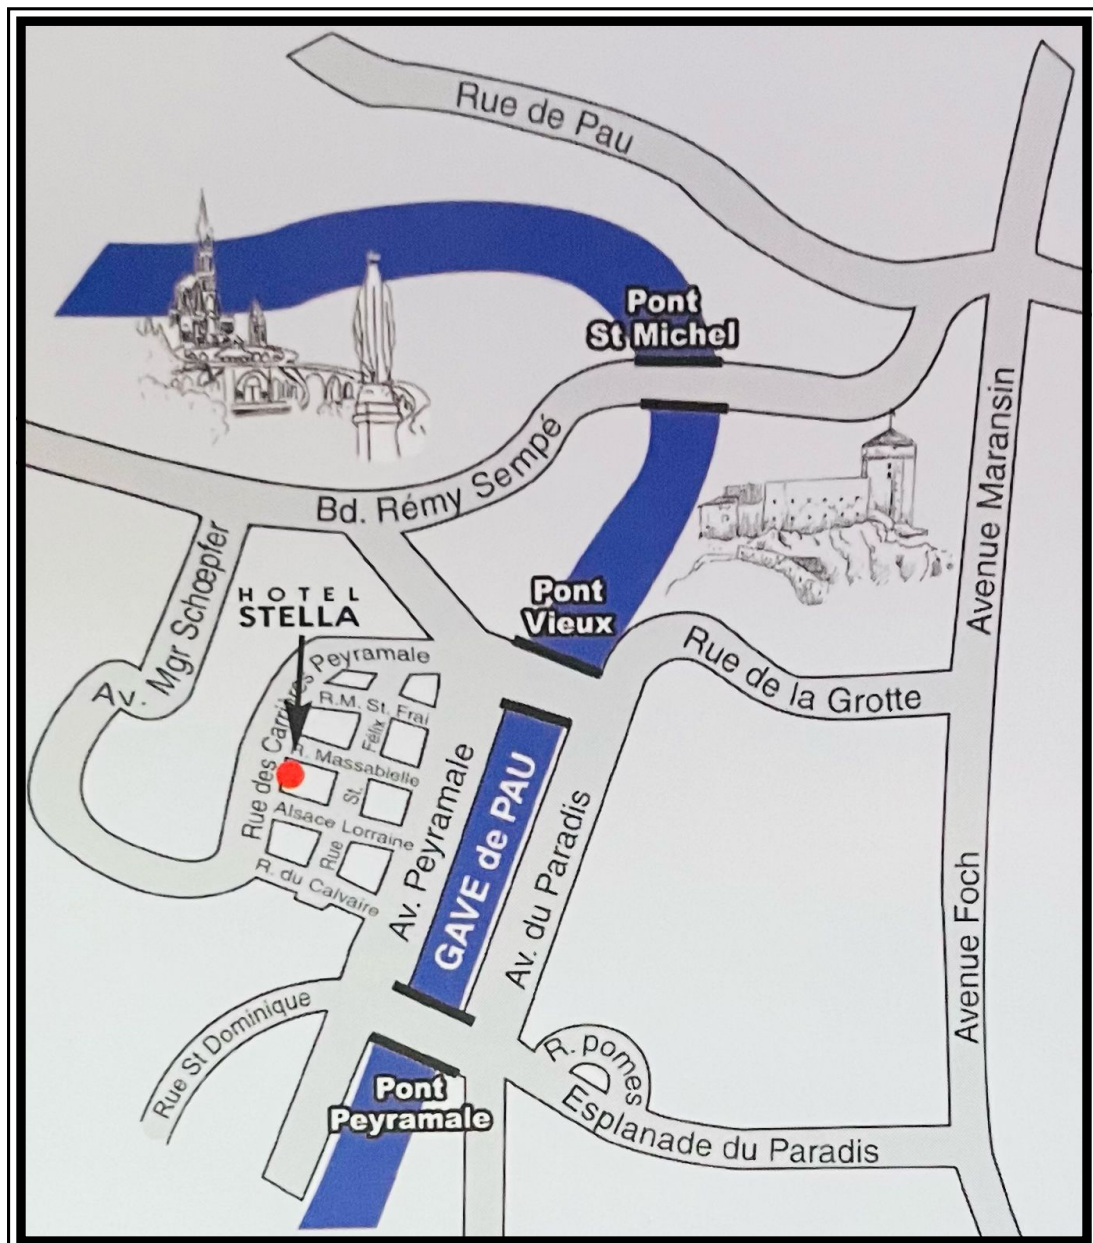 Rue de Pau
Pont
St Michel
Avenue Maransin
Bd. Rémy Sempé
Av. Mgr Schœpfer
HOTEL
STELLA
Pont
Vieux
Rue de la Grotte
Rue des Carrières Peyramale
R.M. St. Frai
R. Massabielle
Rue St. Félix
Alsace Lorraine
R. du Calvaire
Av. Peyramale
GAVE de PAU
Av. du Paradis
Avenue Foch
Rue St Dominique
R. pomes
Pont
Peyramale
Esplanade du Paradis